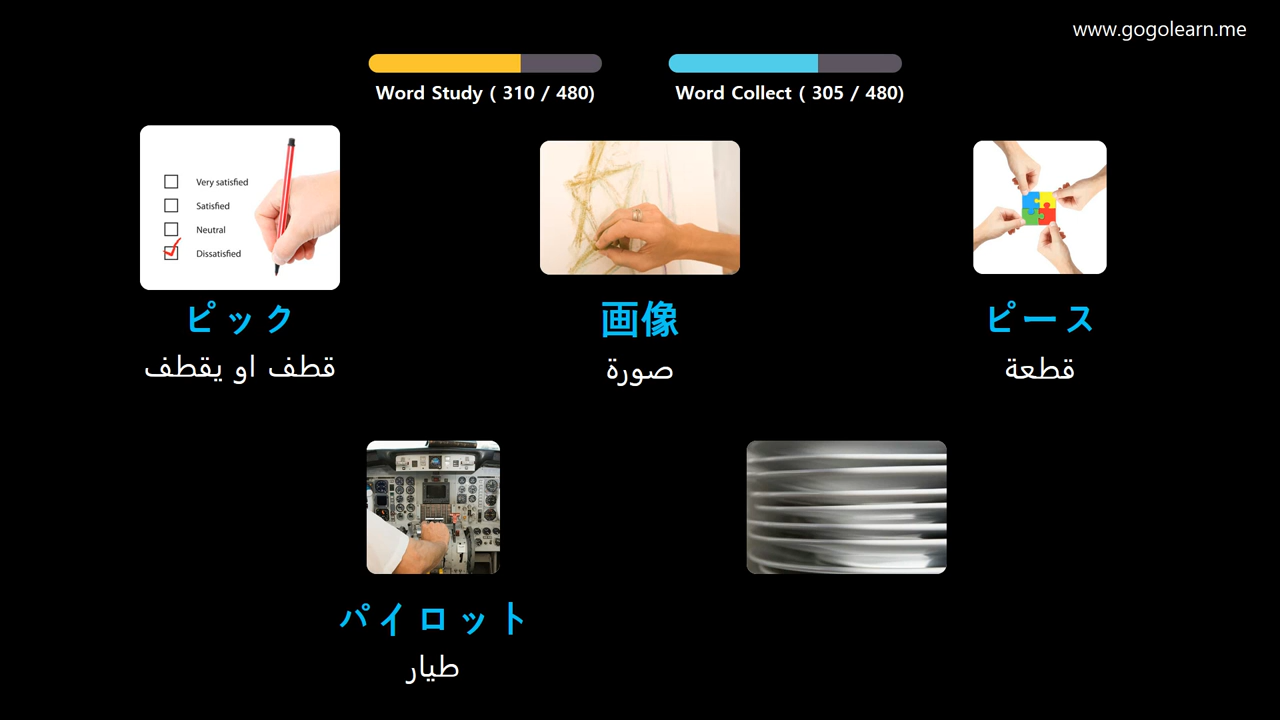 www.gogolearn.me
Word Study ( 310 / 480)
Word Collect ( 305 / 480)
Very satisfied
Satisfied
Neutral
Dissatisfied
ピック
قطف او يقطف
画像
صورة
ピース
قطعة
パイロット
طيار